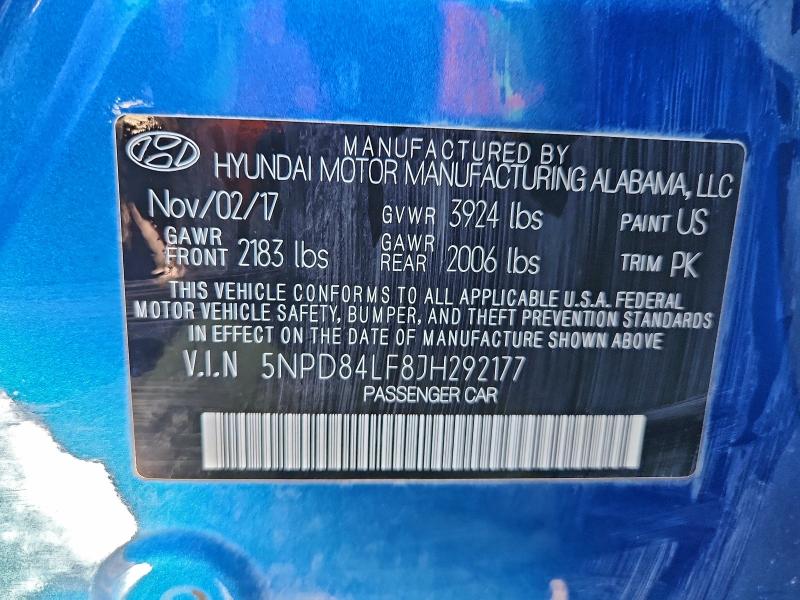 MANUFACTURED BY
HYUNDAI MOTOR MANUFACTURING ALABAMA, LLC
Nov/02/17 GVWR 3924 lbs PAINT US
GAWR FRONT 2183 lbs GAWR REAR 2006 lbs TRIM PK
THIS VEHICLE CONFORMS TO ALL APPLICABLE U.S.A. FEDERAL
MOTOR VEHICLE SAFETY, BUMPER, AND THEFT PREVENTION STANDARDS
IN EFFECT ON THE DATE OF MANUFACTURE SHOWN ABOVE
V.I.N 5NPD84LF8JH292177
PASSENGER CAR